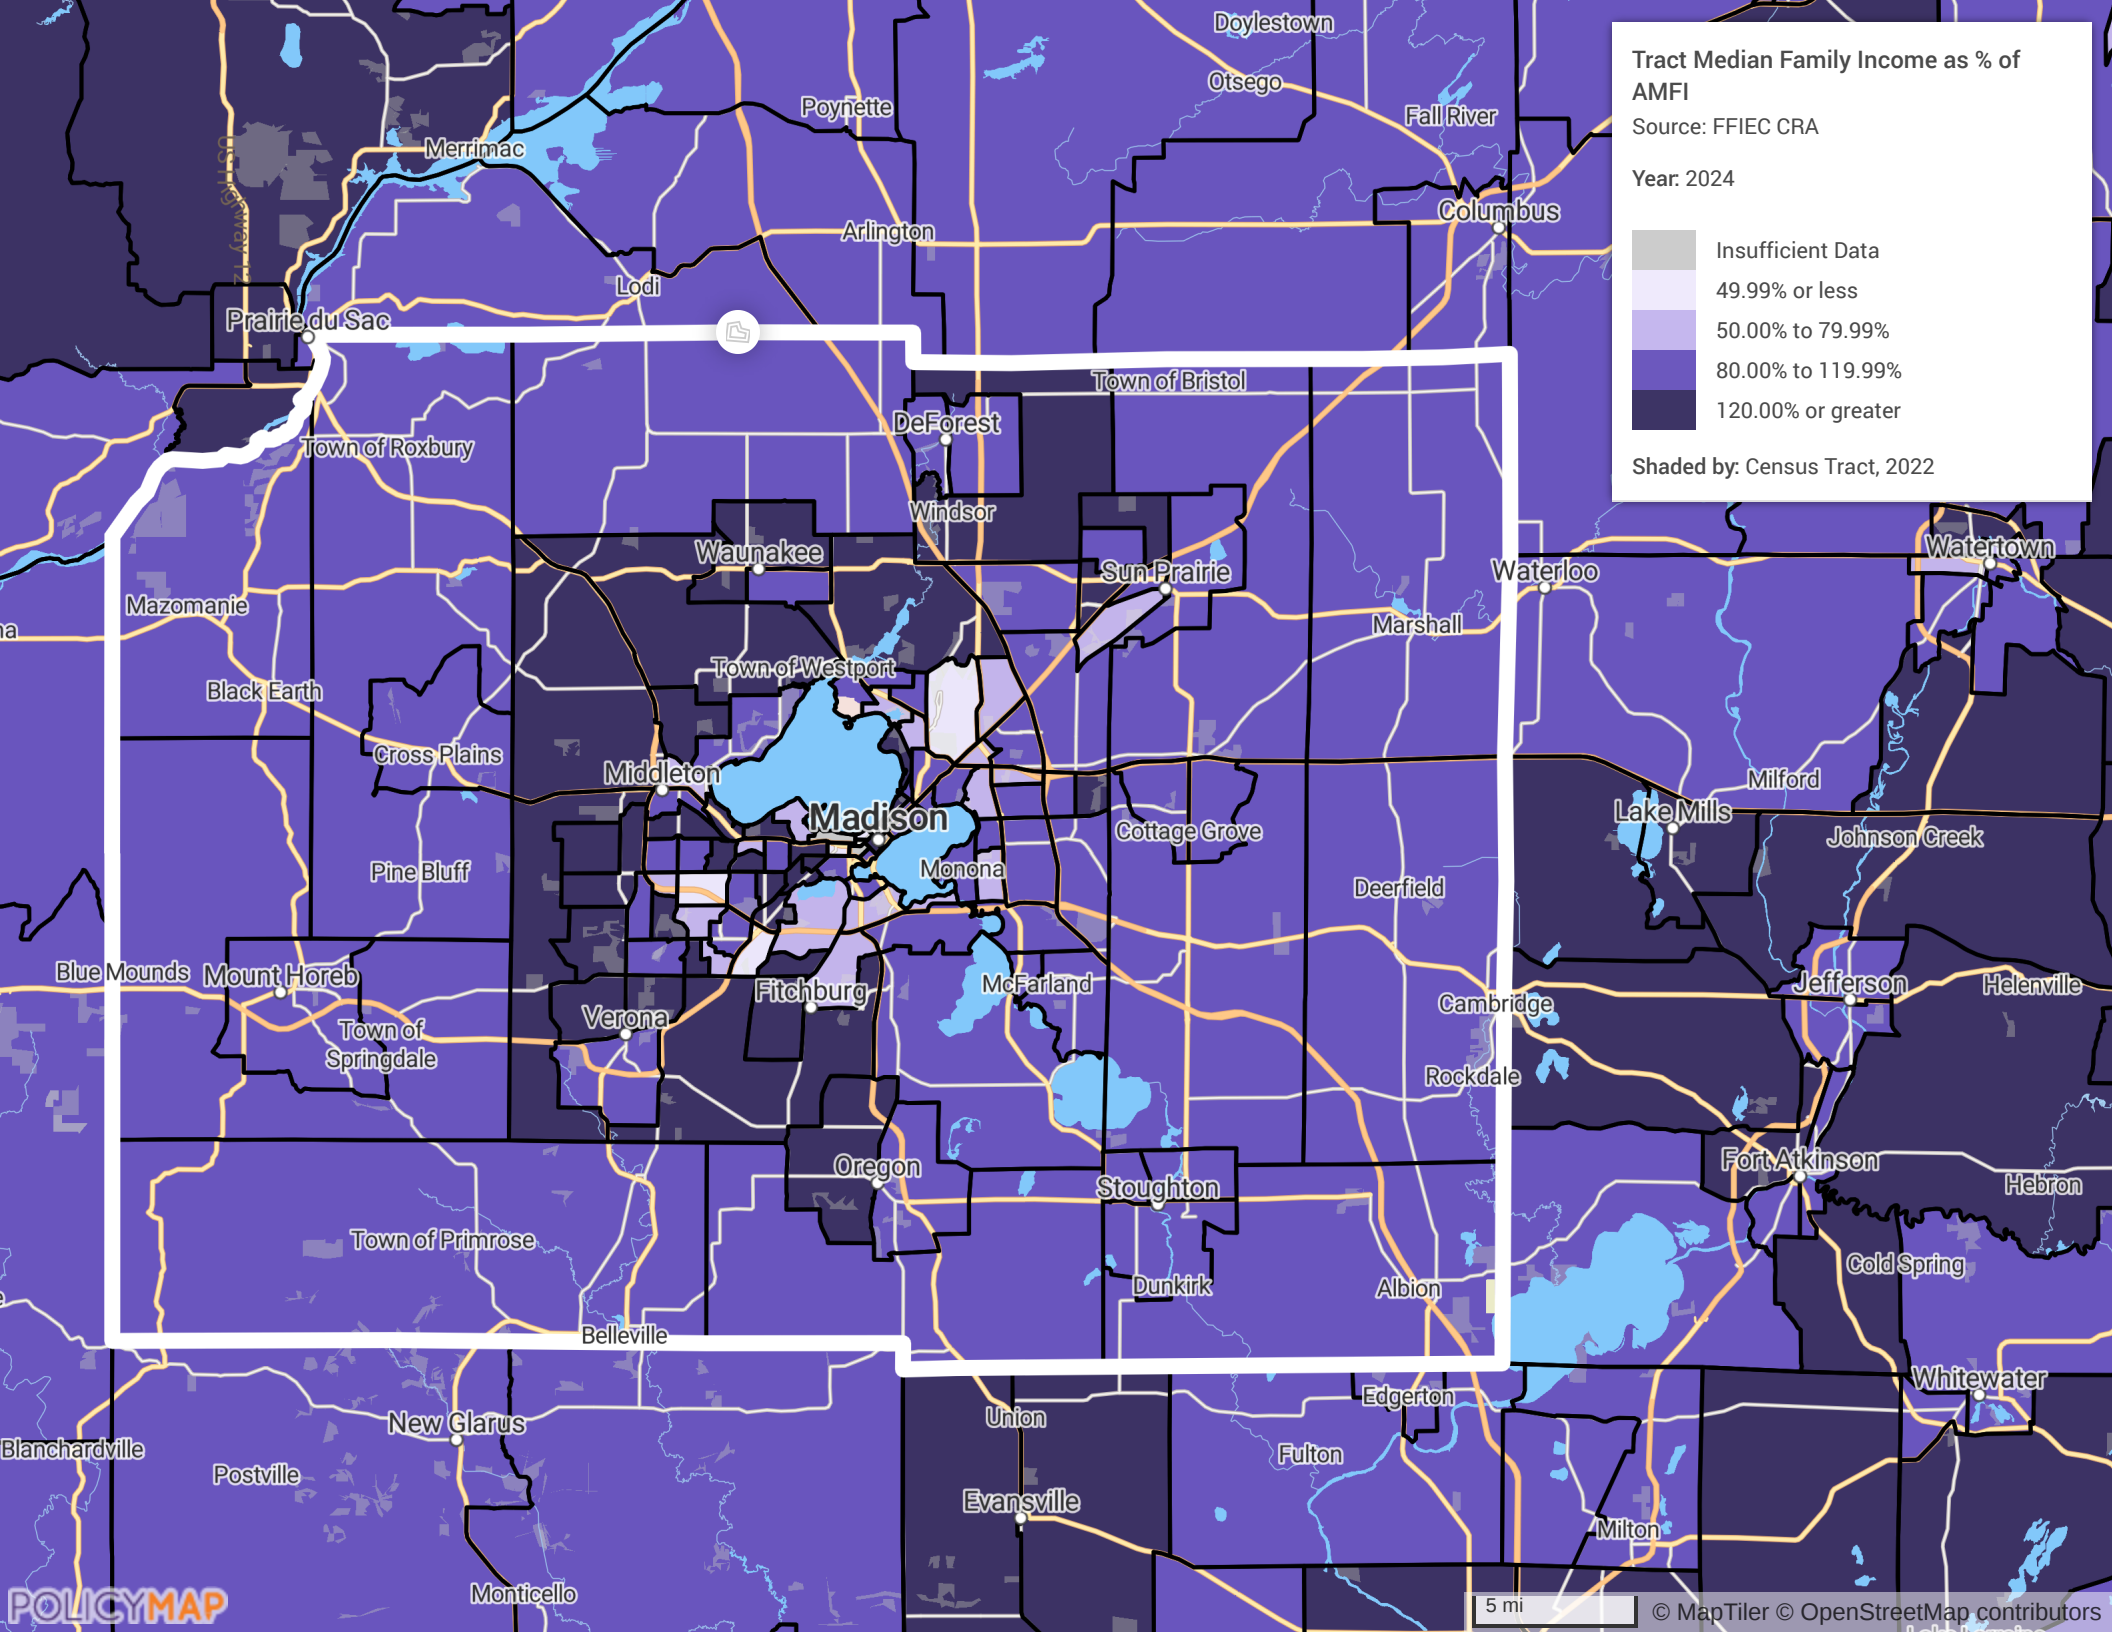 Tract Median Family Income as % of
AMFI
Source: FFIEC CRA
Year: 2024
Insufficient Data
49.99% or less
50.00% to 79.99%
80.00% to 119.99%
120.00% or greater
Shaded by: Census Tract, 2022
Doylestown
Otsego
Poynette
Fall River
Merrimac
US Highway 12
Columbus
Arlington
Lodi
Prairie du Sac
Town of Bristol
DeForest
Town of Roxbury
Windsor
Waunakee
Watertown
Sun Prairie
Waterloo
Mazomanie
Marshall
Town of Westport
Black Earth
Cross Plains
Middleton
Milford
Lake Mills
Madison
Cottage Grove
Johnson Creek
Pine Bluff
Monona
Deerfield
Blue Mounds
Mount Horeb
McFarland
Jefferson
Helenville
Fitchburg
Cambridge
Verona
Town of
Springdale
Rockdale
Oregon
Fort Atkinson
Stoughton
Hebron
Town of Primrose
Cold Spring
Dunkirk
Albion
Belleville
Whitewater
Edgerton
Union
New Glarus
Blanchardville
Fulton
Postville
Evansville
Milton
Monticello
POLICYMAP
5 mi
© MapTiler © OpenStreetMap contributors